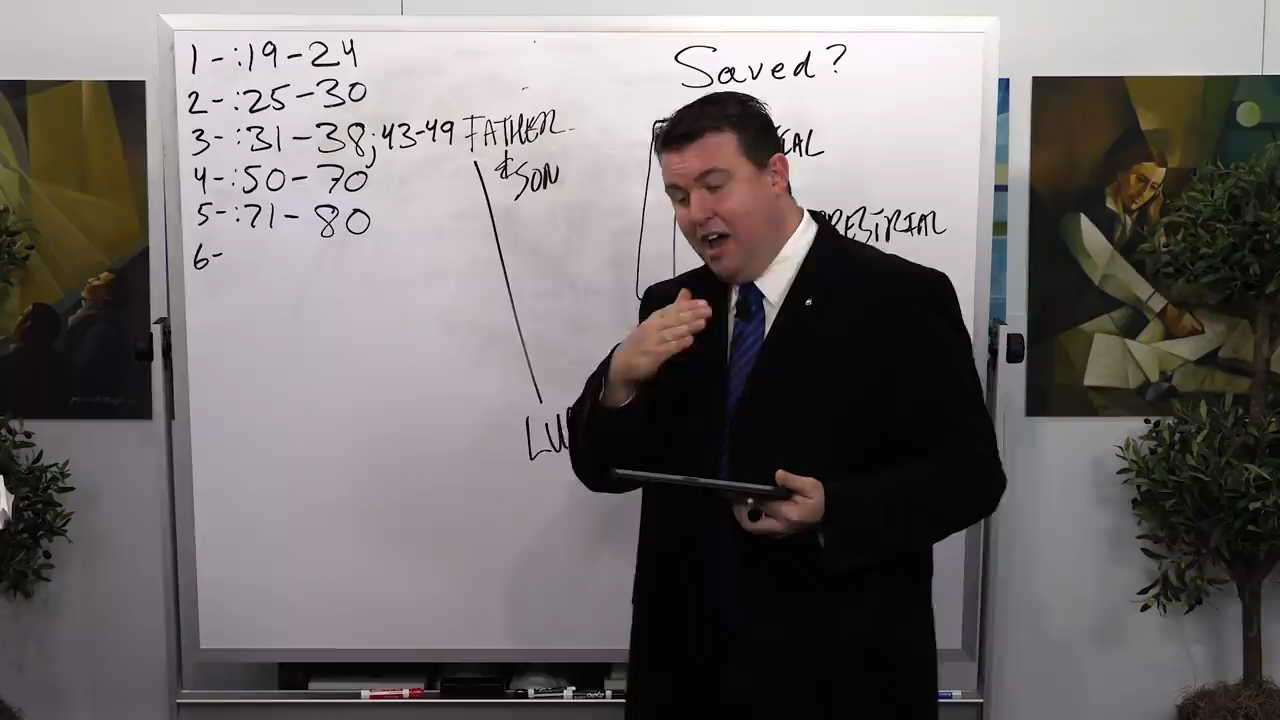 1-:19-24
2-:25-30
3-:31-38;43-49
4-:50-70
5-:71-80
6-
FATHER
& SON
Saved?